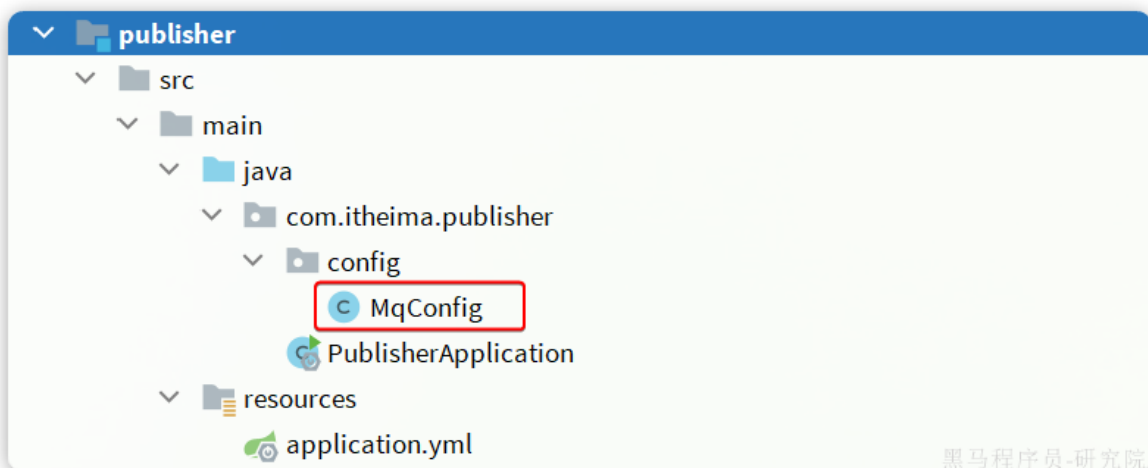 publisher
src
main
java
com.itheima.publisher
config
C MqConfig
PublisherApplication
resources
application.yml
黑马程序员-研究院